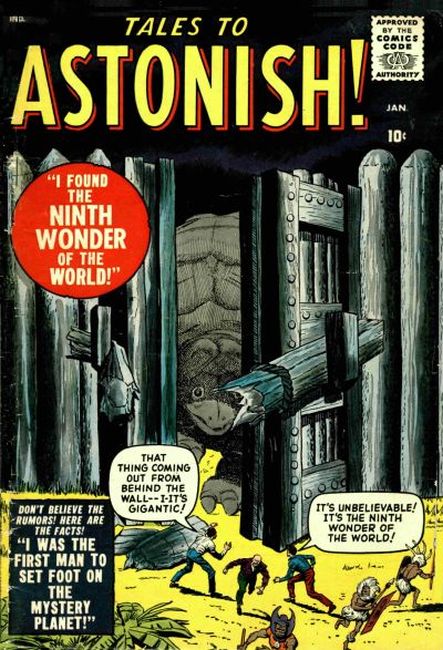 IND.
TALES TO
ASTONISH!
APPROVED
BY THE
COMICS
CODE
AUTHORITY
JAN.
10¢
"I FOUND
THE
NINTH
WONDER
OF THE
WORLD!"
THAT
THING COMING
OUT FROM
BEHIND THE
WALL--I-IT'S
GIGANTIC!
IT'S UNBELIEVABLE!
IT'S THE NINTH
WONDER OF
THE WORLD!
DON'T BELIEVE THE
RUMORS! HERE ARE
THE FACTS!
"I WAS THE
FIRST MAN TO
SET FOOT ON
THE
MYSTERY
PLANET!"